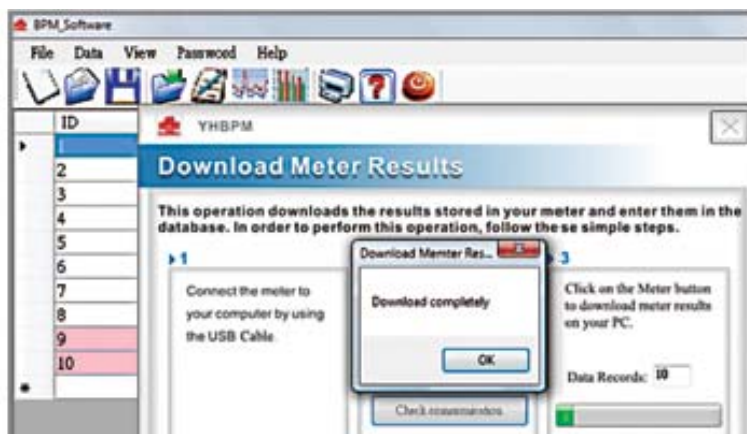 BPM_Software
File Data View Password Help
ID
YHBPM
1
Download Meter Results
2
3
This operation downloads the results stored in your meter and enter them in the
database. In order to perform this operation, follow these simple steps.
4
5
1
Download Memter Res...
3
6
7
8
9
10
Connect the meter to
your computer by using
the USB Cable
Download completely
OK
Click on the Meter button
to download meter results
on your PC.
Data Records: 10
Check communication